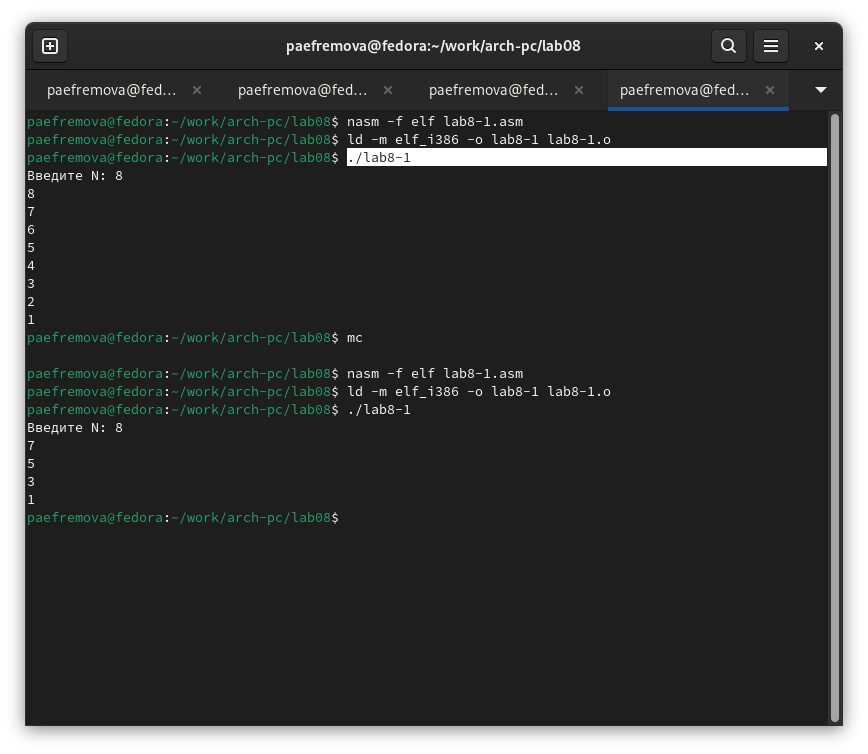 paefremova@fedora:~/work/arch-pc/lab08
paefremova@fed… paefremova@fed… paefremova@fed… paefremova@fed…
paefremova@fedora:~/work/arch-pc/lab08$ nasm -f elf lab8-1.asm
paefremova@fedora:~/work/arch-pc/lab08$ ld -m elf_i386 -o lab8-1 lab8-1.o
paefremova@fedora:~/work/arch-pc/lab08$ ./lab8-1
Введите N: 8
8
7
6
5
4
3
2
1
paefremova@fedora:~/work/arch-pc/lab08$ mc
paefremova@fedora:~/work/arch-pc/lab08$ nasm -f elf lab8-1.asm
paefremova@fedora:~/work/arch-pc/lab08$ ld -m elf_i386 -o lab8-1 lab8-1.o
paefremova@fedora:~/work/arch-pc/lab08$ ./lab8-1
Введите N: 8
7
5
3
1
paefremova@fedora:~/work/arch-pc/lab08$